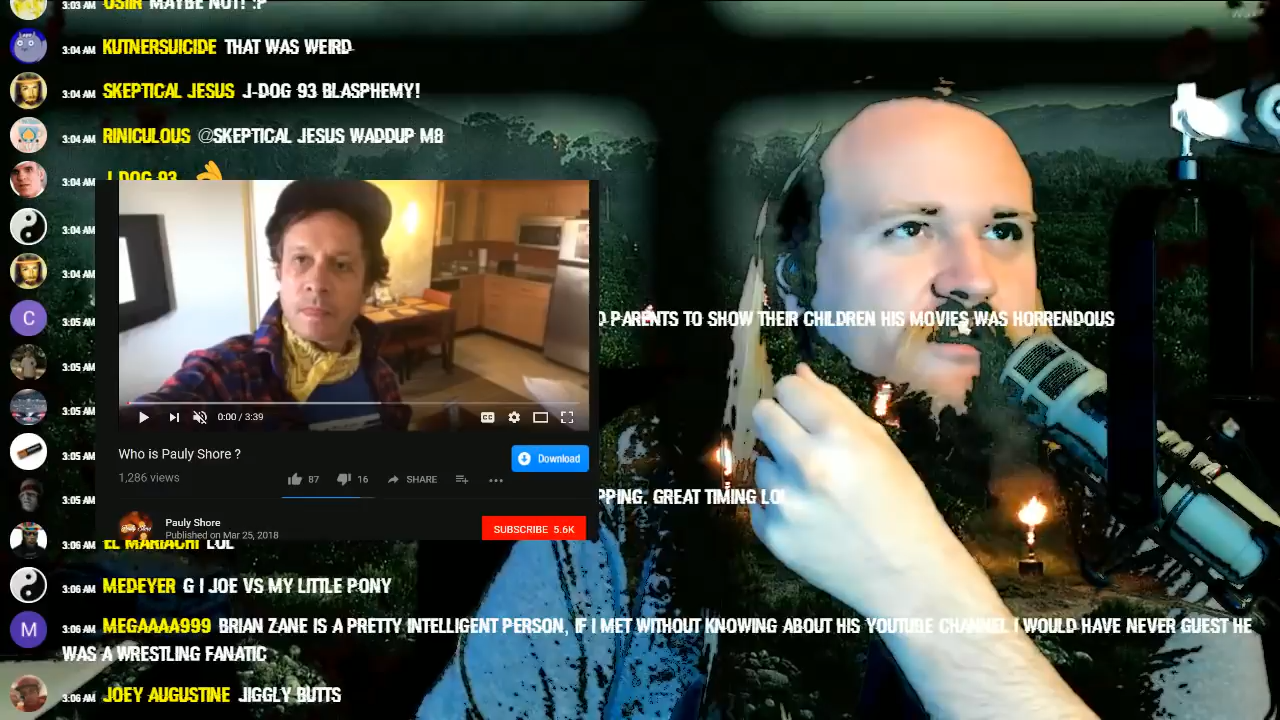 3:03 AM OSIIR MAYBE NOT! :P
3:04 AM KUTNERSUICIDE THAT WAS WEIRD
3:04 AM SKEPTICAL JESUS J-DOG 93 BLASPHEMY!
3:04 AM RINICULOUS @SKEPTICAL JESUS WADDUP M8
3:04 AM J-DOG 93
3:04 AM
3:04 AM
3:05 AM PARENTS TO SHOW THEIR CHILDREN HIS MOVIES WAS HORRENDOUS
C
3:05 AM
3:05 AM
3:05 AM
0:00 / 3:39
CC
Who is Pauly Shore ?
Download
1,286 views
87 16 SHARE
3:05 AM PPING. GREAT TIMING LOL
Pauly Shore
Published on Mar 25, 2018
SUBSCRIBE 5.6K
3:06 AM EL MARIACHI LOL
3:06 AM MEDEYER G I JOE VS MY LITTLE PONY
M
3:06 AM MEGAAAA999 BRIAN ZANE IS A PRETTY INTELLIGENT PERSON, IF I MET WITHOUT KNOWING ABOUT HIS YOUTUBE CHANNEL I WOULD HAVE NEVER GUEST HE
WAS A WRESTLING FANATIC
3:06 AM JOEY AUGUSTINE JIGGLY BUTTS